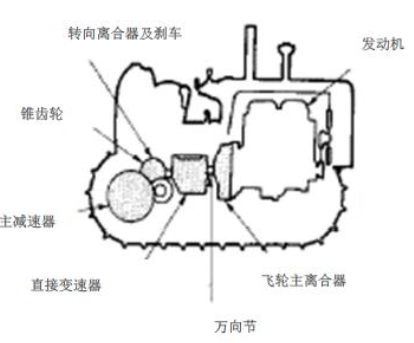 转向离合器及刹车
发动机
锥齿轮
主减速器
直接变速器
飞轮主离合器
万向节